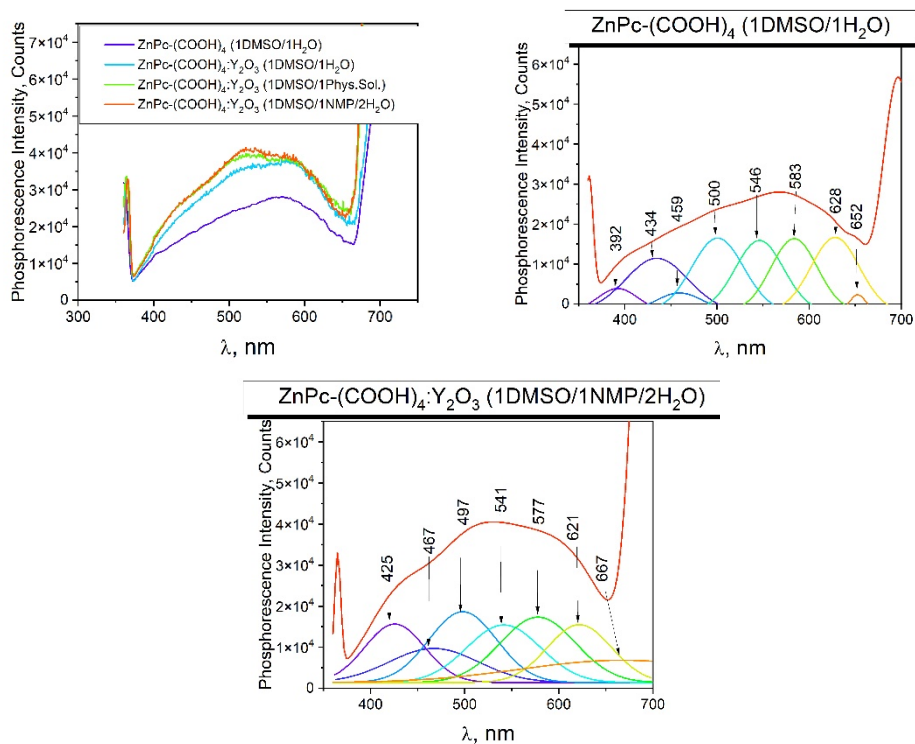 ZnPc-(COOH)₄ (1DMSO/1H₂O)
ZnPc-(COOH)₄:Y₂O₃ (1DMSO/1H₂O)
ZnPc-(COOH)₄:Y₂O₃ (1DMSO/1Phys.Sol.)
ZnPc-(COOH)₄:Y₂O₃ (1DMSO/1NMP/2H₂O)
Phosphorescence Intensity, Counts
7×10⁴
6×10⁴
5×10⁴
4×10⁴
3×10⁴
2×10⁴
1×10⁴
0
300 400 500 600 700
λ, nm
ZnPc-(COOH)₄ (1DMSO/1H₂O)
Phosphorescence Intensity, Counts
6×10⁴
5×10⁴
4×10⁴
3×10⁴
2×10⁴
1×10⁴
0
392 434 459 500 546 583 628 652
400 500 600 700
λ, nm
ZnPc-(COOH)₄:Y₂O₃ (1DMSO/1NMP/2H₂O)
Phosphorescence Intensity, Counts
6×10⁴
5×10⁴
4×10⁴
3×10⁴
2×10⁴
1×10⁴
0
425 467 497 541 577 621 667
400 500 600 700
λ, nm